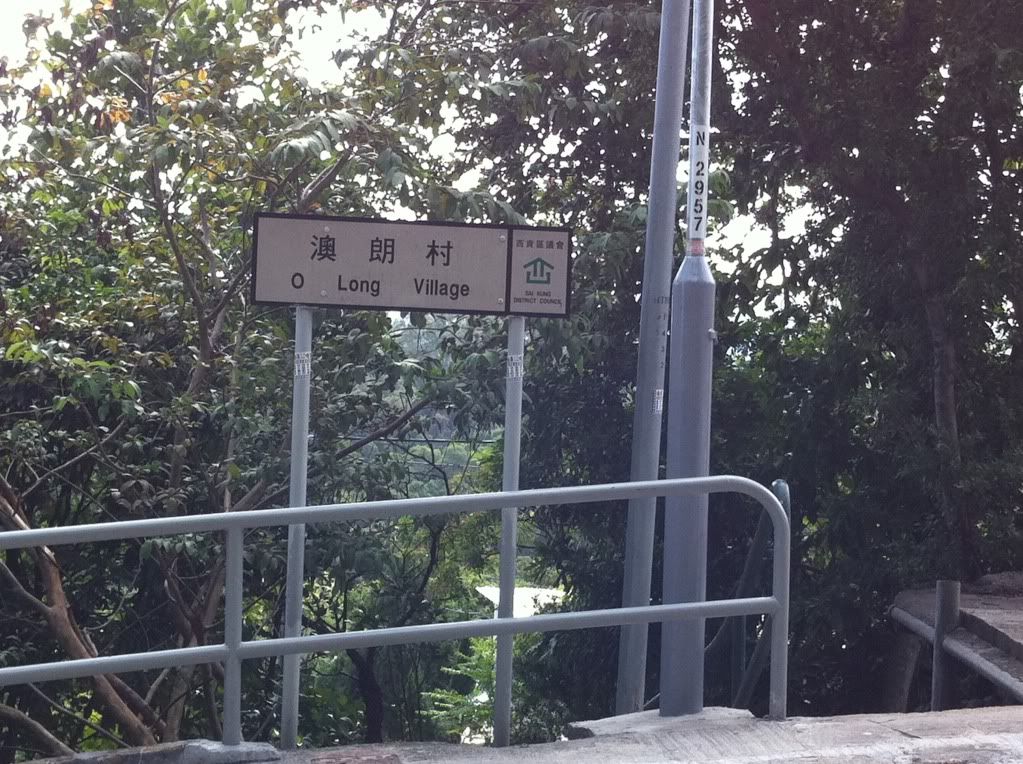 澳朗村
O Long Village
西貢區議會
SAI KUNG
DISTRICT COUNCIL
N 2957